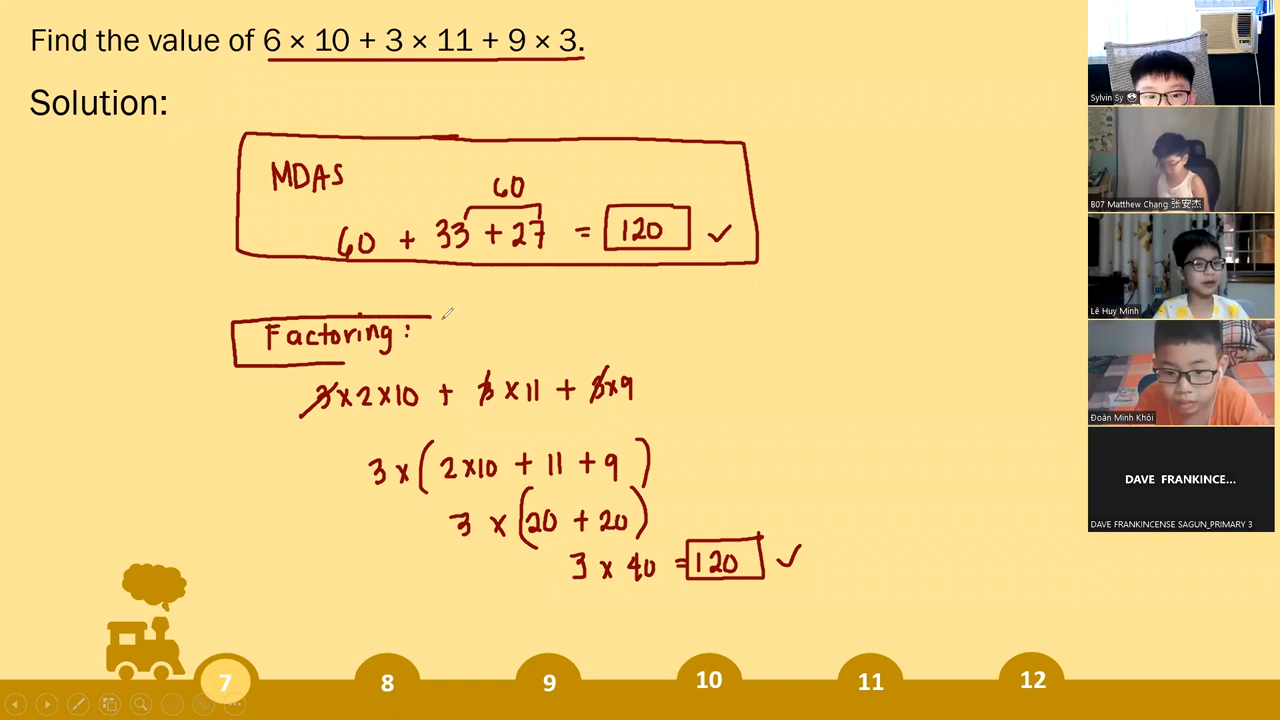 Find the value of 6 × 10 + 3 × 11 + 9 × 3.
Solution:
MDAS
60
60 + 33 + 27 = 120 ✓
Factoring:
3 × 2 × 10 + 3 × 11 + 3 × 9
3 × (2 × 10 + 11 + 9)
3 × (20 + 20)
3 × 40 = 120 ✓
7 8 9 10 11 12
Sylvin Sy 😎
B07 Matthew Chang 张安杰
Lê Huy Minh
Đoàn Minh Khôi
DAVE FRANKINCE...
DAVE FRANKINCENSE SAGUN_PRIMARY 3